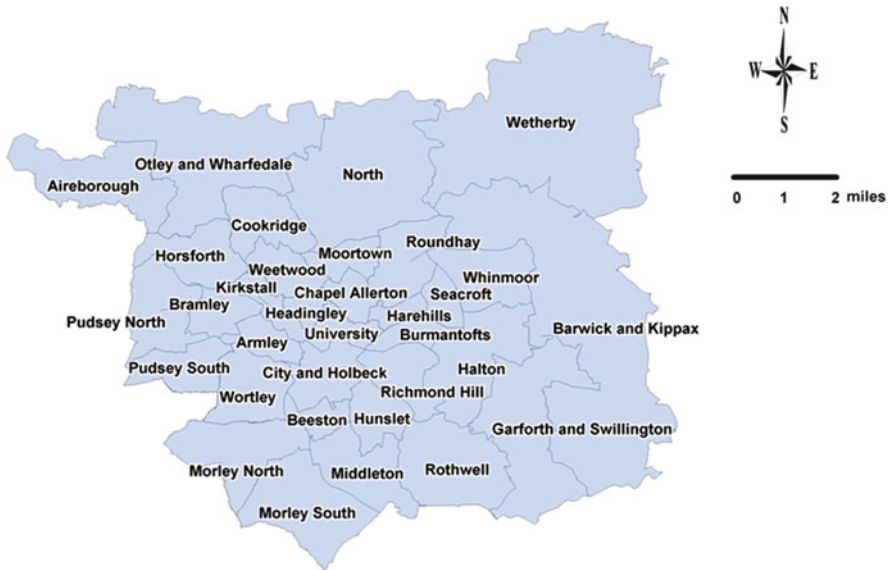 N
W E
S
0 1 2 miles
Wetherby
Otley and Wharfedale
North
Aireborough
Cookridge
Roundhay
Horsforth
Moortown
Weetwood
Whinmoor
Kirkstall
Chapel Allerton
Seacroft
Bramley
Headingley
Harehills
Pudsey North
University
Burmantofts
Barwick and Kippax
Armley
Pudsey South
City and Holbeck
Halton
Wortley
Richmond Hill
Beeston
Hunslet
Garforth and Swillington
Morley North
Middleton
Rothwell
Morley South